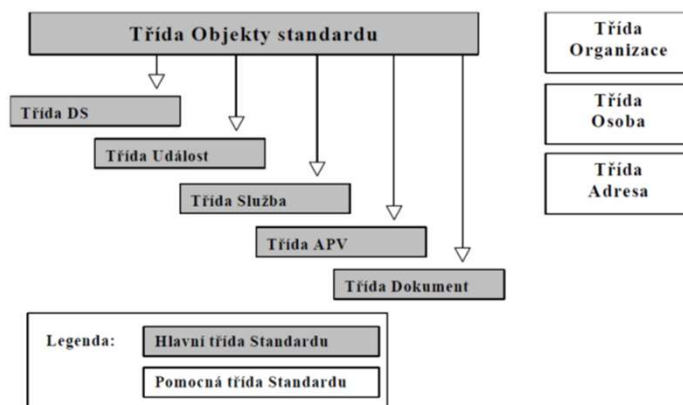 Třída Objekty standardu
Třída
Organizace
Třída DS
Třída
Osoba
Třída Událost
Třída
Adresa
Třída Služba
Třída APV
Třída Dokument
Legenda:
Hlavní třída Standardu
Pomocná třída Standardu